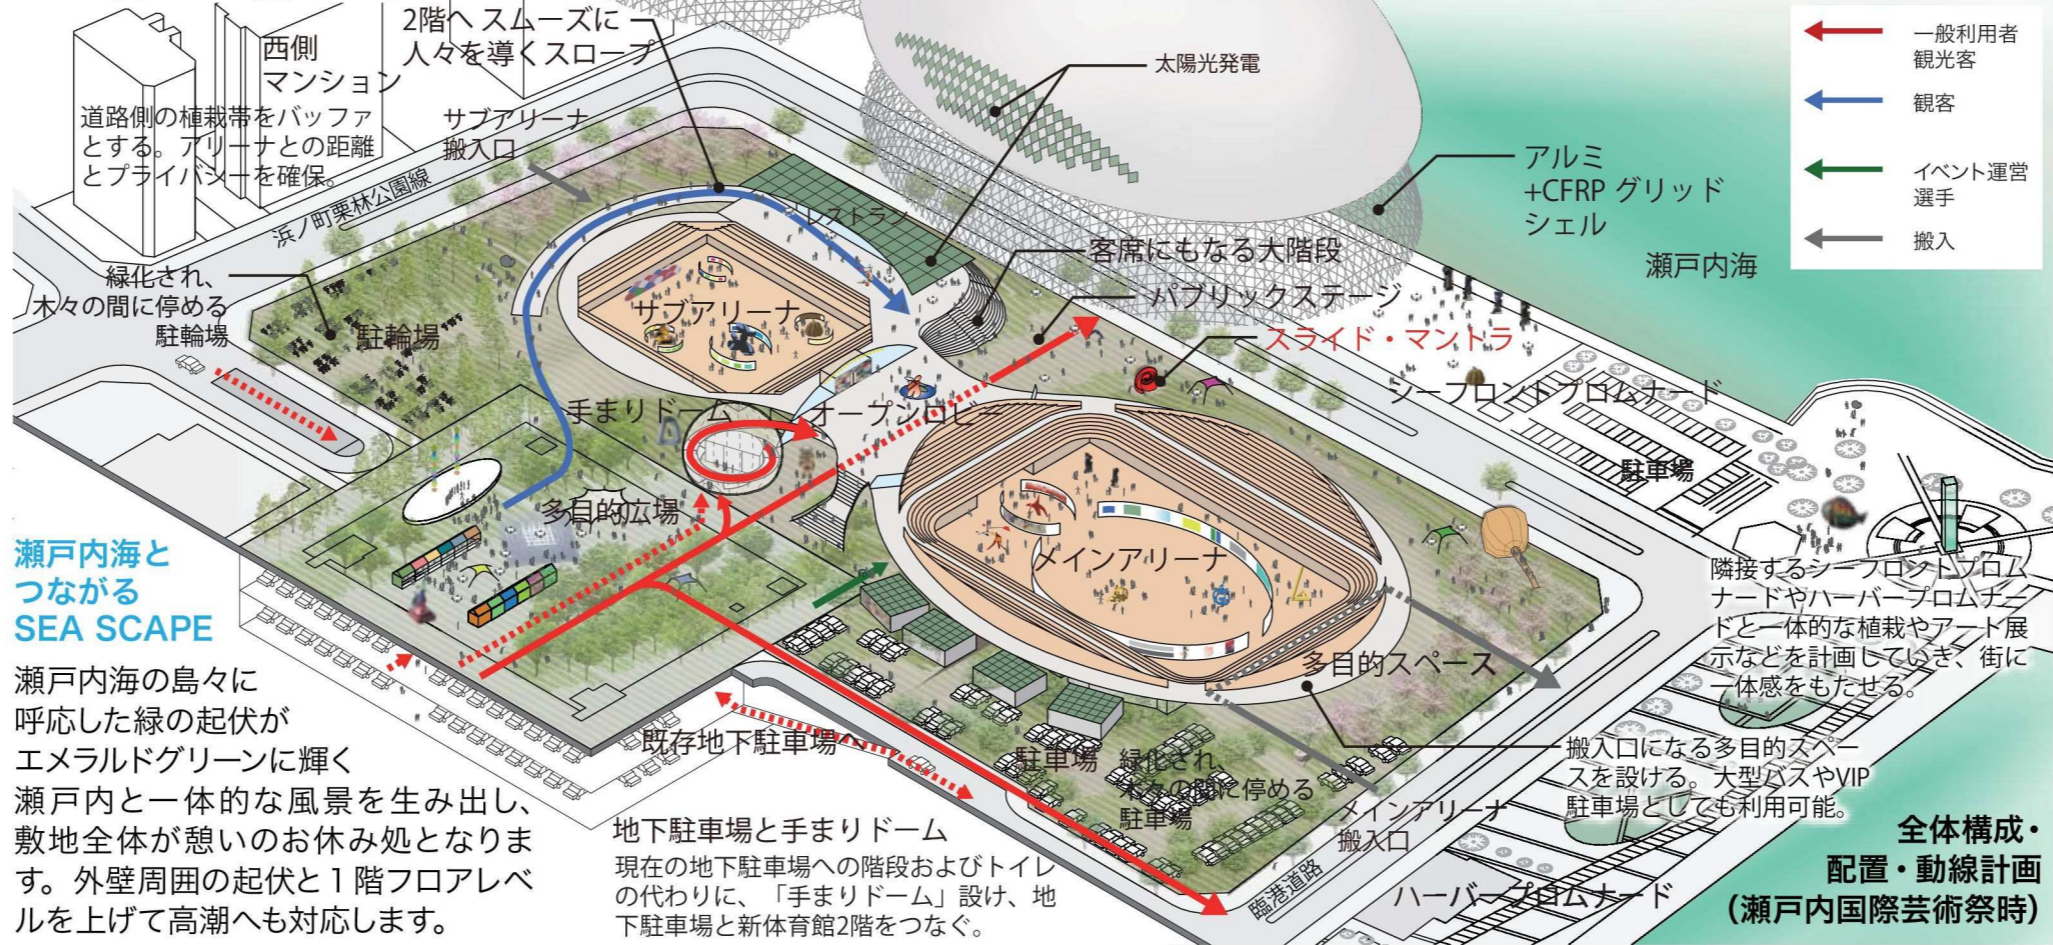 西側
マンション
道路側の植栽帯をバッファ
とする。アリーナとの距離
とプライバシーを確保。
2階へ スムーズに
人々を導くスロープ
サブアリーナ
搬入口
浜ノ町栗林公園線
太陽光発電
一般利用者
観光客
観客
イベント運営
選手
搬入
アルミ
+CFRP グリッド
シェル
瀬戸内海
レストラン
客席にもなる大階段
パブリックステージ
スライド・マントラ
シーフロントプロムナード
駐車場
緑化され、
木々の間に停める
駐輪場
駐輪場
サブアリーナ
手まりドーム
オープンロビー
多目的広場
メインアリーナ
多目的スペース
瀬戸内海と
つながる
SEA SCAPE
瀬戸内海の島々に
呼応した緑の起伏が
エメラルドグリーンに輝く
瀬戸内と一体的な風景を生み出し、
敷地全体が憩いのお休み処となりま
す。外壁周囲の起伏と1階フロアレベ
ルを上げて高潮へも対応します。
既存地下駐車場へ
駐車場
緑化され、
木々の間に停める
駐車場
メインアリーナ
搬入口
地下駐車場と手まりドーム
現在の地下駐車場への階段およびトイレ
の代わりに、「手まりドーム」設け、地
下駐車場と新体育館2階をつなぐ。
臨港道路
隣接するシーフロントプロム
ナードやハーバープロムナー
ドと一体的な植栽やアート展
示などを計画していき、街に
一体感をもたせる。
搬入口になる多目的スペー
スを設ける。大型バスやVIP
駐車場としても利用可能。
ハーバープロムナード
全体構成・
配置・動線計画
（瀬戸内国際芸術祭時）